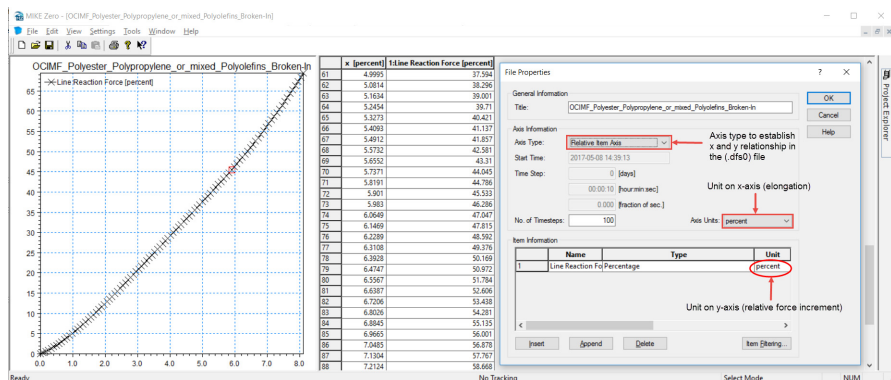 MIKE Zero - [OCIMF_Polyester_Polypropylene_or_mixed_Polyolefins_Broken-In]
File Edit View Settings Tools Window Help
OCIMF_Polyester_Polypropylene_or_mixed_Polyolefins_Broken-In
Line Reaction Force [percent]
65
60
55
50
45
40
35
30
25
20
15
10
5
0
0.0 1.0 2.0 3.0 4.0 5.0 6.0 7.0 8.0
x [percent] 1:Line Reaction Force [percent]
61 4.9995 37.594
62 5.0814 38.296
63 5.1634 39.001
64 5.2454 39.71
65 5.3273 40.421
66 5.4093 41.137
67 5.4912 41.857
68 5.5732 42.581
69 5.6552 43.31
70 5.7371 44.045
71 5.8191 44.786
72 5.901 45.533
73 5.983 46.286
74 6.0649 47.047
75 6.1469 47.815
76 6.2289 48.592
77 6.3108 49.376
78 6.3928 50.169
79 6.4747 50.972
80 6.5567 51.784
81 6.6387 52.606
82 6.7206 53.438
83 6.8026 54.281
84 6.8845 55.135
85 6.9665 56.001
86 7.0485 56.878
87 7.1304 57.767
88 7.2124 58.668
File Properties
General Information
Title: OCIMF_Polyester_Polypropylene_or_mixed_Polyolefins_Broken-In
OK
Cancel
Help
Axis Information
Axis Type: Relative Item Axis
Start Time: 2017-05-08 14:39:13
Time Step: 0 [days]
00:00:10 [hour:min:sec]
0.000 [fraction of sec.]
No. of Timesteps: 100
Axis Units: percent
Axis type to establish
x and y relationship in
the (.dfs0) file
Unit on x-axis (elongation)
Item Information
Name Type Unit
1 Line Reaction Fo Percentage percent
Unit on y-axis (relative force increment)
Insert Append Delete Item Filtering...
Project Explorer
Ready No Tracking Select Mode NUM